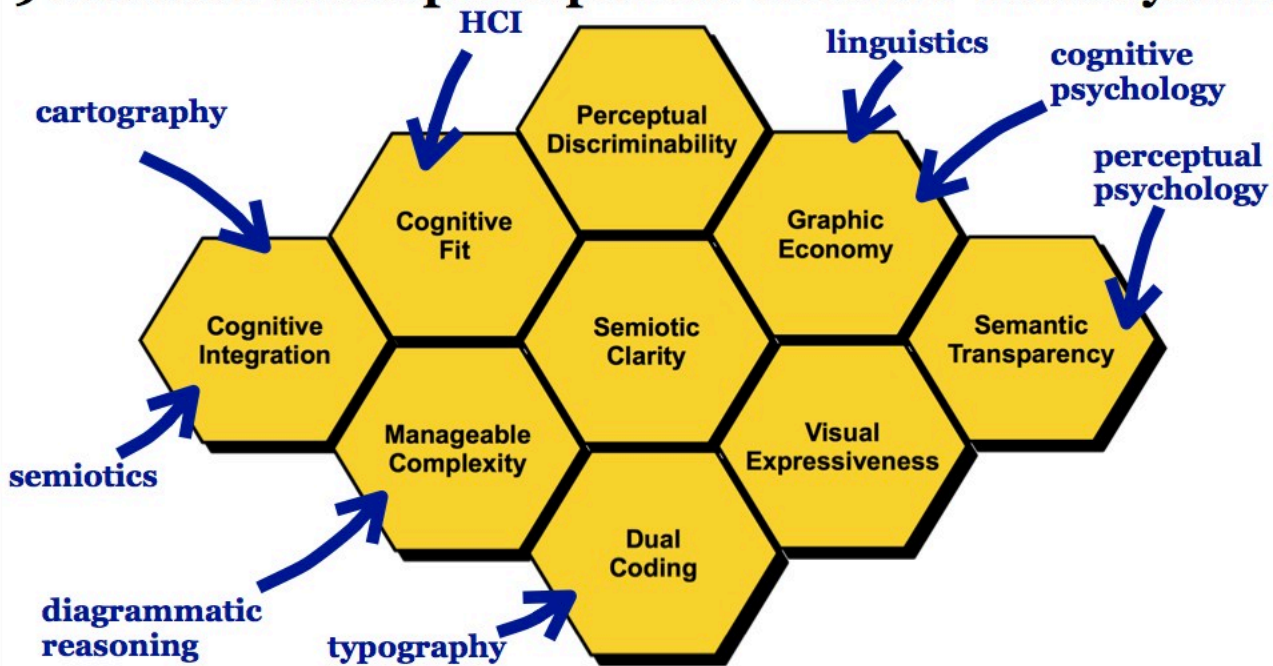 HCI
linguistics
cognitive
psychology
cartography
Perceptual
Discriminability
perceptual
psychology
Cognitive
Fit
Graphic
Economy
Cognitive
Integration
Semiotic
Clarity
Semantic
Transparency
Manageable
Complexity
Visual
Expressiveness
semiotics
Dual
Coding
diagrammatic
reasoning
typography